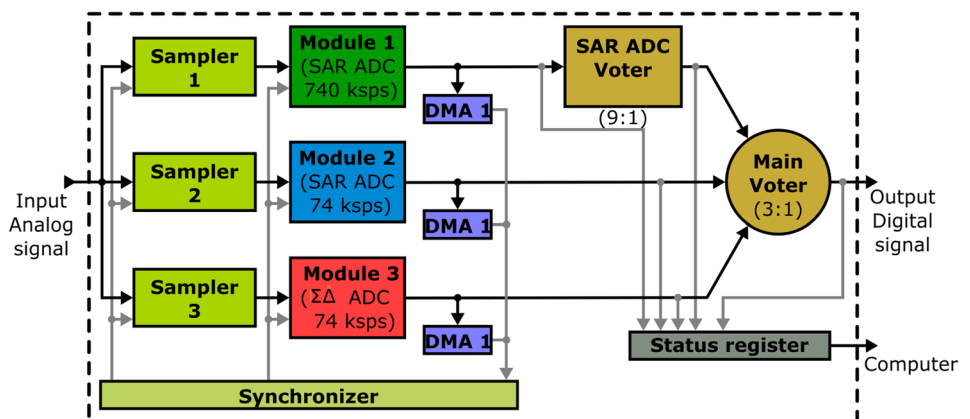 Sampler
1
Module 1
(SAR ADC
740 ksps)
DMA 1
SAR ADC
Voter
(9:1)
Input
Analog
signal
Sampler
2
Module 2
(SAR ADC
74 ksps)
DMA 1
Main
Voter
(3:1)
Output
Digital
signal
Sampler
3
Module 3
(ΣΔ ADC
74 ksps)
DMA 1
Status register
Computer
Synchronizer